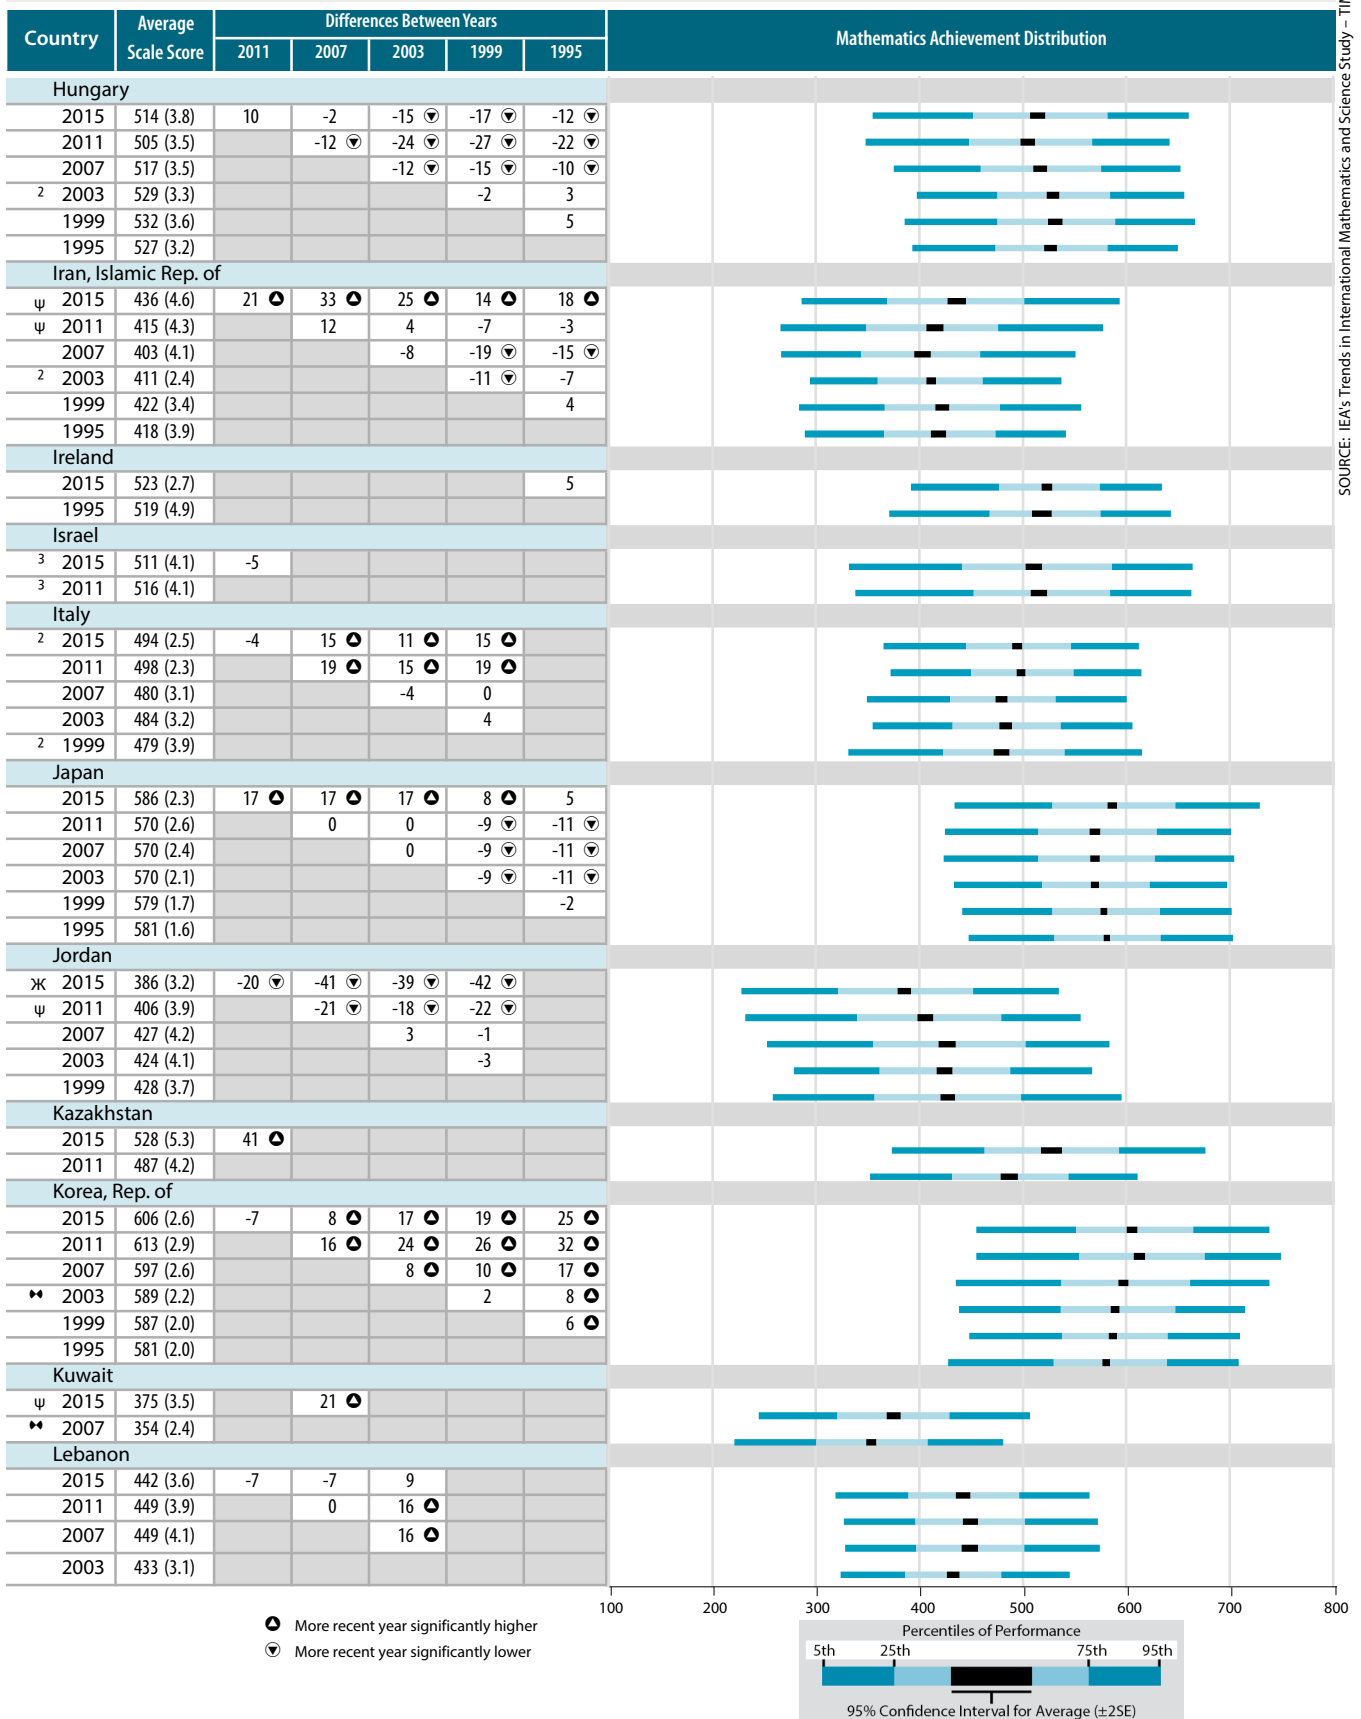 Country Average Scale Score Differences Between Years Mathematics Achievement Distribution
2011 2007 2003 1999 1995
Hungary
2015 514 (3.8) 10 -2 -15 ▼ -17 ▼ -12 ▼
2011 505 (3.5) -12 ▼ -24 ▼ -27 ▼ -22 ▼
2007 517 (3.5) -12 ▼ -15 ▼ -10 ▼
2 2003 529 (3.3) -2 3
1999 532 (3.6) 5
1995 527 (3.2)
Iran, Islamic Rep. of
ψ 2015 436 (4.6) 21 ▲ 33 ▲ 25 ▲ 14 ▲ 18 ▲
ψ 2011 415 (4.3) 12 4 -7 -3
2007 403 (4.1) -8 -19 ▼ -15 ▼
2 2003 411 (2.4) -11 ▼ -7
1999 422 (3.4) 4
1995 418 (3.9)
Ireland
2015 523 (2.7) 5
1995 519 (4.9)
Israel
3 2015 511 (4.1) -5
3 2011 516 (4.1)
Italy
2 2015 494 (2.5) -4 15 ▲ 11 ▲ 15 ▲
2011 498 (2.3) 19 ▲ 15 ▲ 19 ▲
2007 480 (3.1) -4 0
2003 484 (3.2) 4
2 1999 479 (3.9)
Japan
2015 586 (2.3) 17 ▲ 17 ▲ 17 ▲ 8 ▲ 5
2011 570 (2.6) 0 0 -9 ▼ -11 ▼
2007 570 (2.4) 0 -9 ▼ -11 ▼
2003 570 (2.1) -9 ▼ -11 ▼
1999 579 (1.7) -2
1995 581 (1.6)
Jordan
Ж 2015 386 (3.2) -20 ▼ -41 ▼ -39 ▼ -42 ▼
ψ 2011 406 (3.9) -21 ▼ -18 ▼ -22 ▼
2007 427 (4.2) 3 -1
2003 424 (4.1) -3
1999 428 (3.7)
Kazakhstan
2015 528 (5.3) 41 ▲
2011 487 (4.2)
Korea, Rep. of
2015 606 (2.6) -7 8 ▲ 17 ▲ 19 ▲ 25 ▲
2011 613 (2.9) 16 ▲ 24 ▲ 26 ▲ 32 ▲
2007 597 (2.6) 8 ▲ 10 ▲ 17 ▲
⋈ 2003 589 (2.2) 2 8 ▲
1999 587 (2.0) 6 ▲
1995 581 (2.0)
Kuwait
ψ 2015 375 (3.5) 21 ▲
⋈ 2007 354 (2.4)
Lebanon
2015 442 (3.6) -7 -7 9
2011 449 (3.9) 0 16 ▲
2007 449 (4.1) 16 ▲
2003 433 (3.1)
100 200 300 400 500 600 700 800
▲ More recent year significantly higher
▼ More recent year significantly lower
Percentiles of Performance
5th 25th 75th 95th
95% Confidence Interval for Average (±2SE)
SOURCE: IEA's Trends in International Mathematics and Science Study –